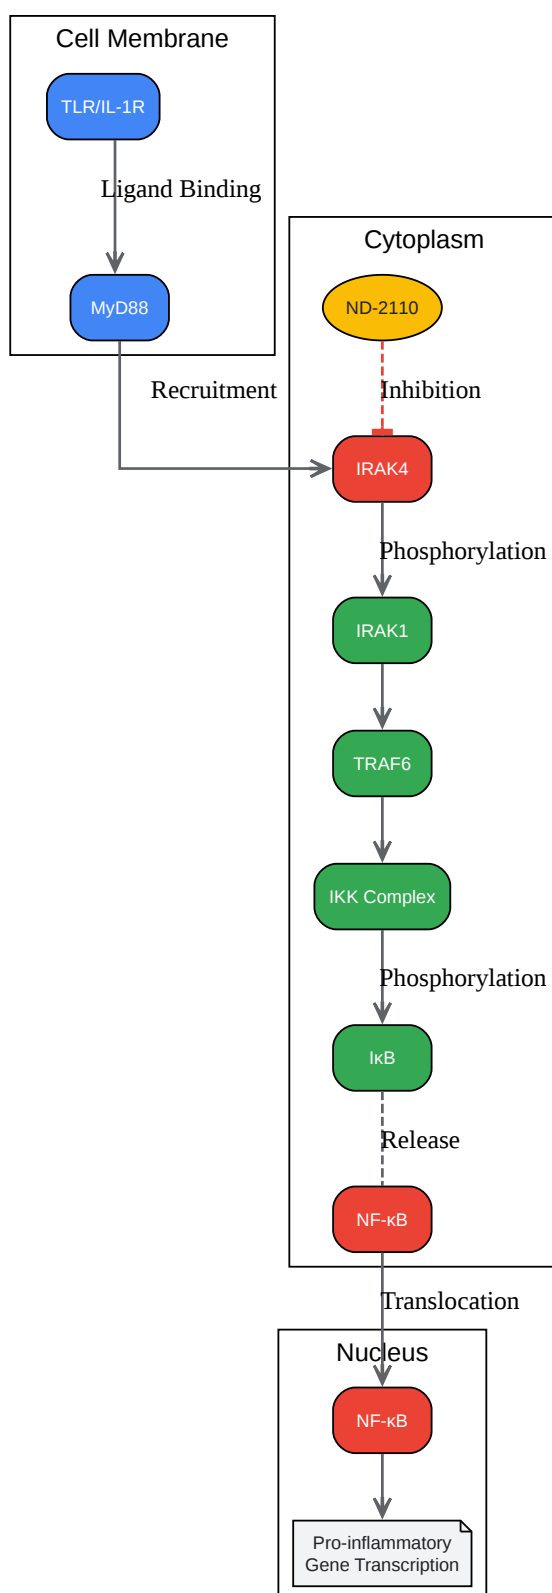 Cell Membrane
TLR/IL-1R
Ligand Binding
MyD88
Recruitment
Cytoplasm
ND-2110
Inhibition
IRAK4
Phosphorylation
IRAK1
TRAF6
IKK Complex
Phosphorylation
IκB
Release
NF-κB
Translocation
Nucleus
NF-κB
Pro-inflammatory
Gene Transcription